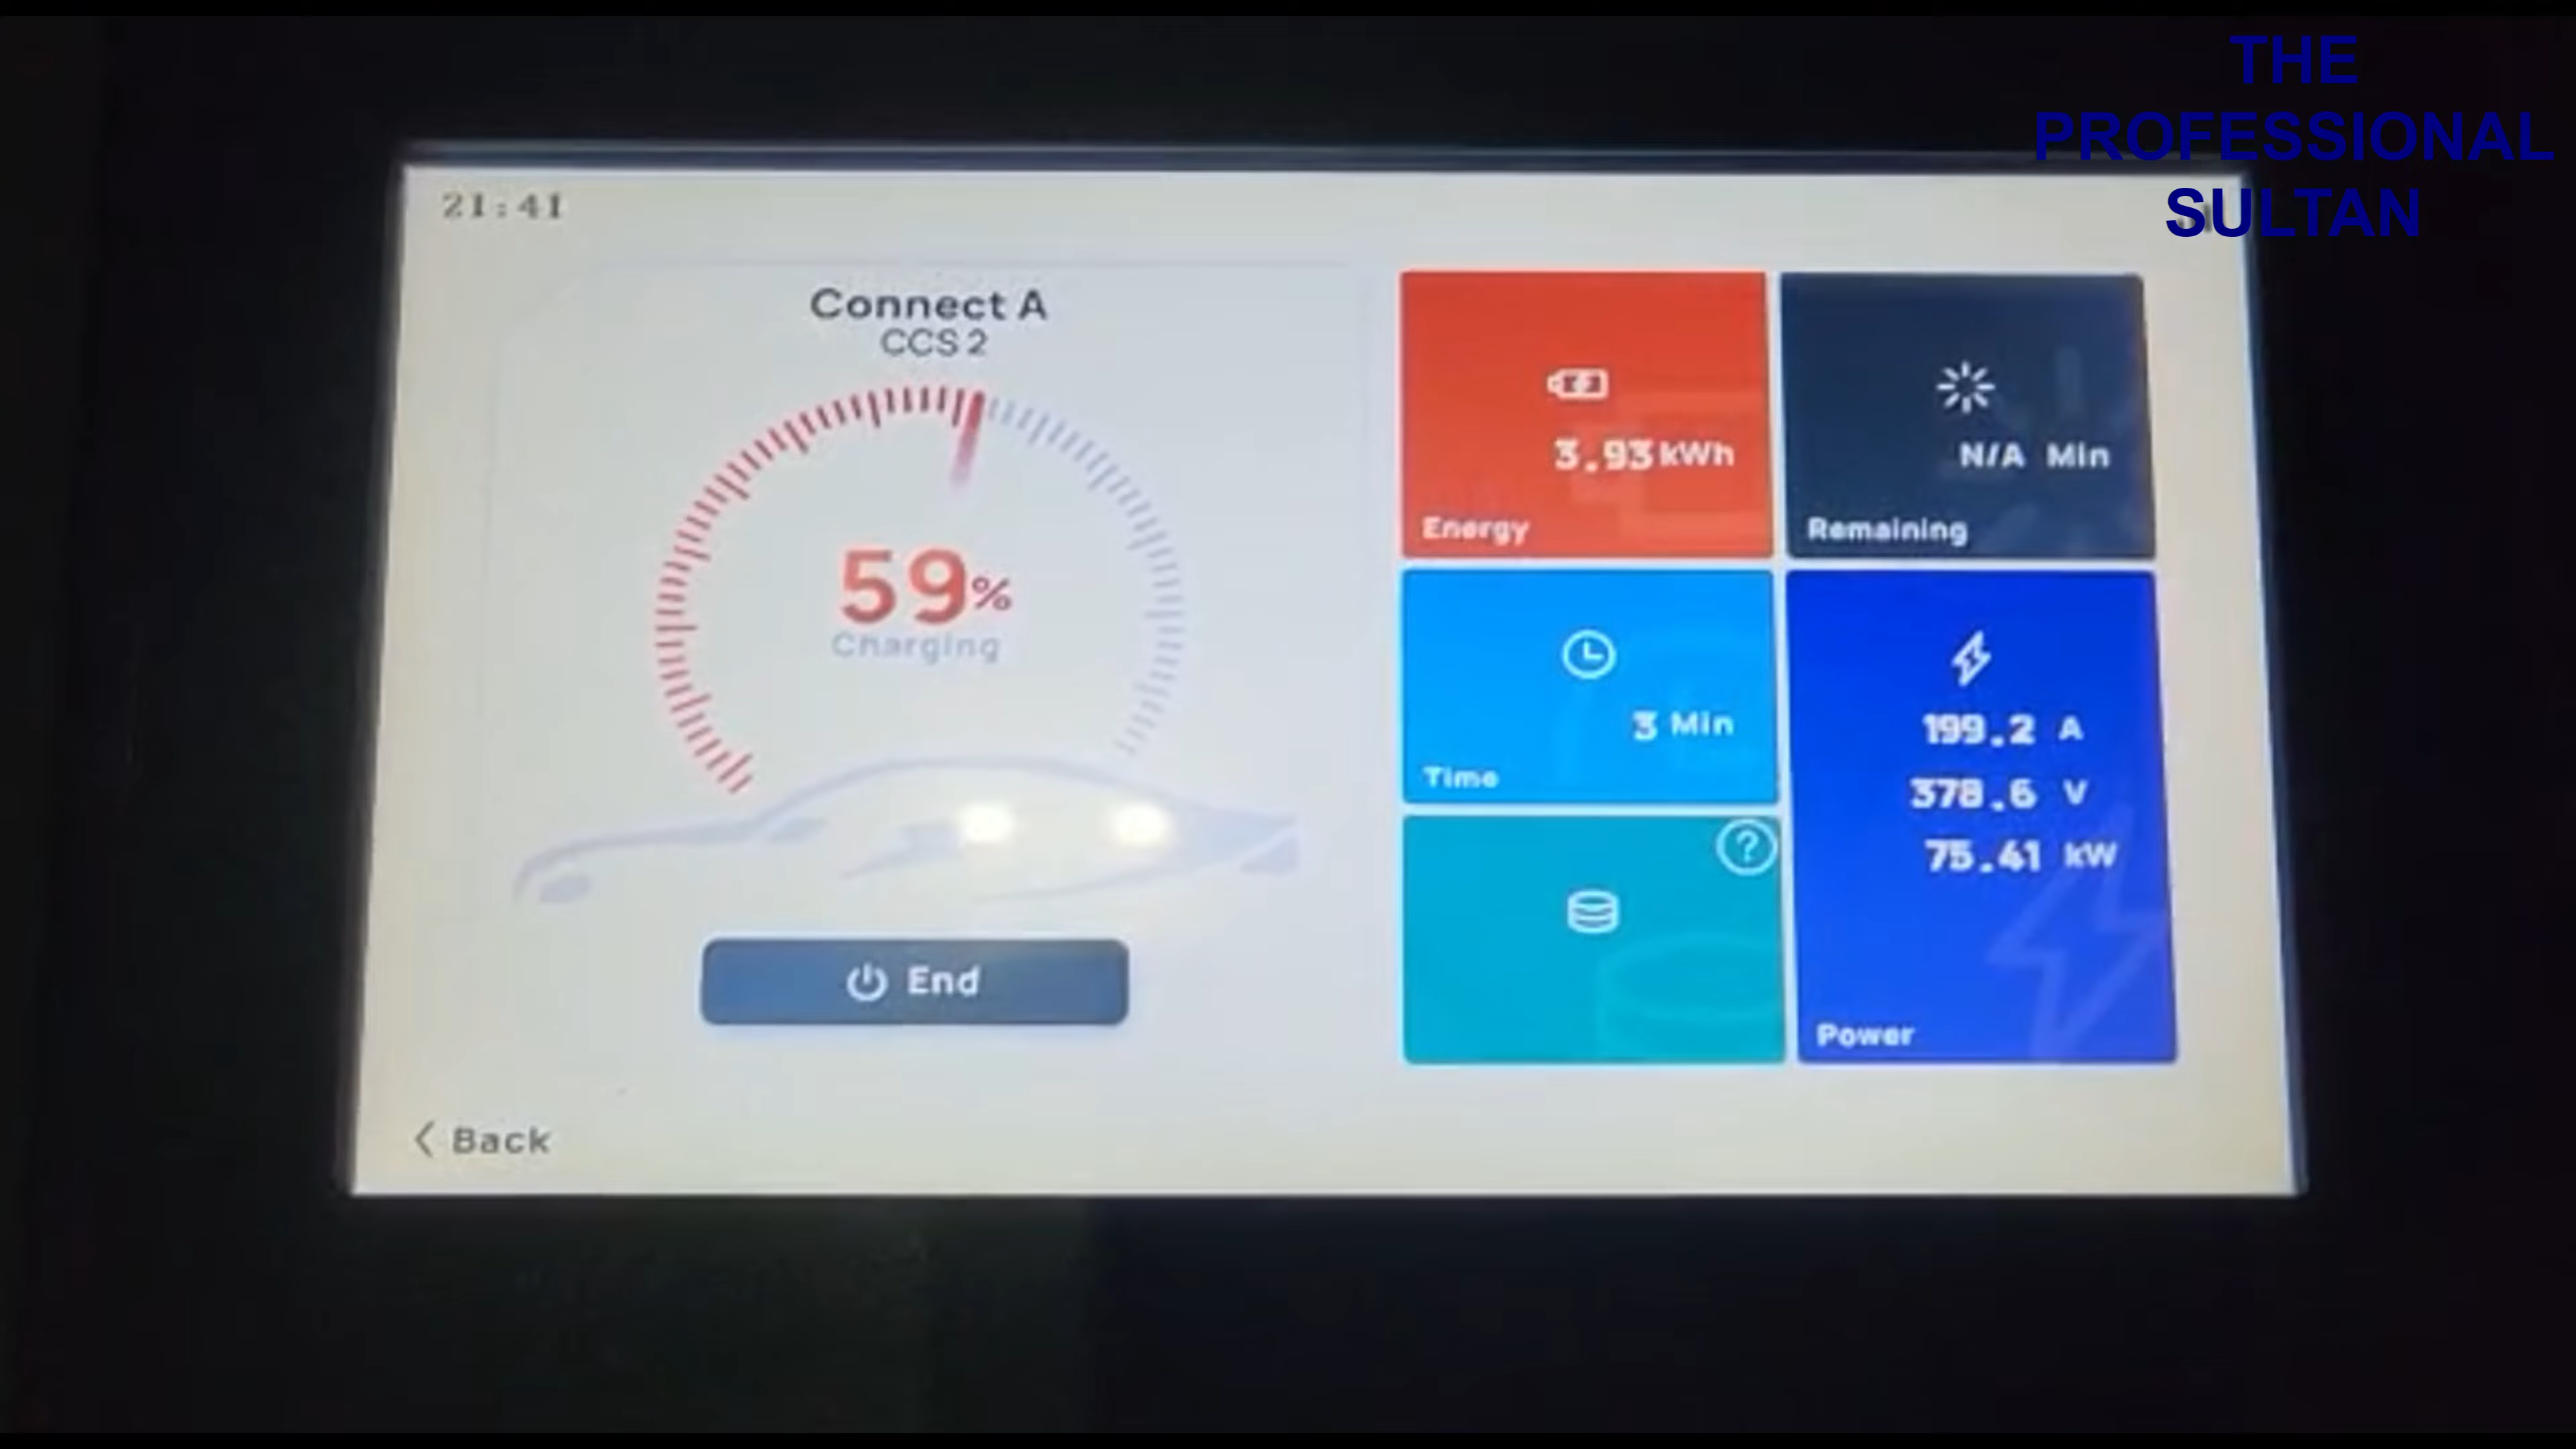 THE
PROFESSIONAL
SULTAN
21:41
Connect A
CCS 2
59%
Charging
End
Back
3.93 kWh
Energy
N/A Min
Remaining
3 Min
Time
?
199.2 A
378.6 V
75.41 kW
Power